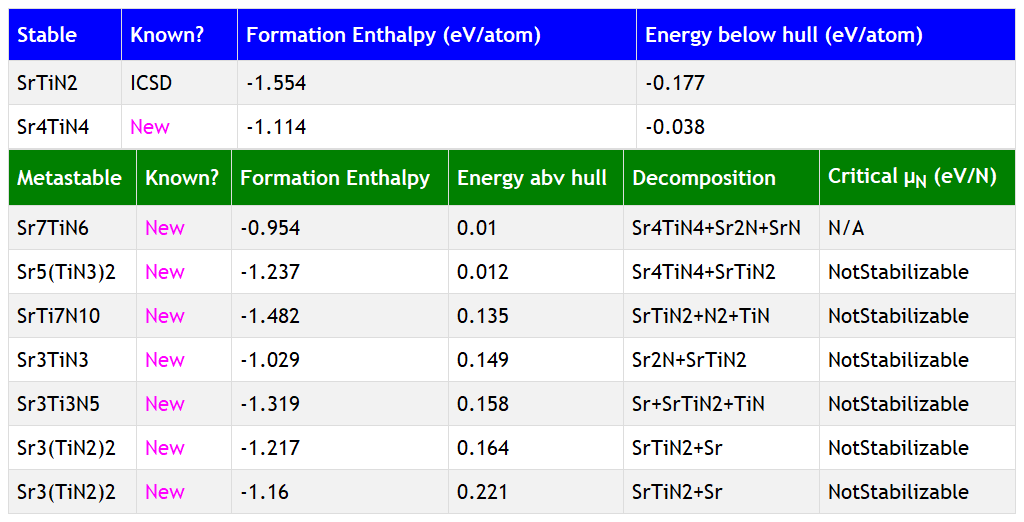 Stable Known? Formation Enthalpy (eV/atom) Energy below hull (eV/atom)
SrTiN2 ICSD -1.554 -0.177
Sr4TiN4 New -1.114 -0.038
Metastable Known? Formation Enthalpy Energy abv hull Decomposition Critical μN (eV/N)
Sr7TiN6 New -0.954 0.01 Sr4TiN4+Sr2N+SrN N/A
Sr5(TiN3)2 New -1.237 0.012 Sr4TiN4+SrTiN2 NotStabilizable
SrTi7N10 New -1.482 0.135 SrTiN2+N2+TiN NotStabilizable
Sr3TiN3 New -1.029 0.149 Sr2N+SrTiN2 NotStabilizable
Sr3Ti3N5 New -1.319 0.158 Sr+SrTiN2+TiN NotStabilizable
Sr3(TiN2)2 New -1.217 0.164 SrTiN2+Sr NotStabilizable
Sr3(TiN2)2 New -1.16 0.221 SrTiN2+Sr NotStabilizable